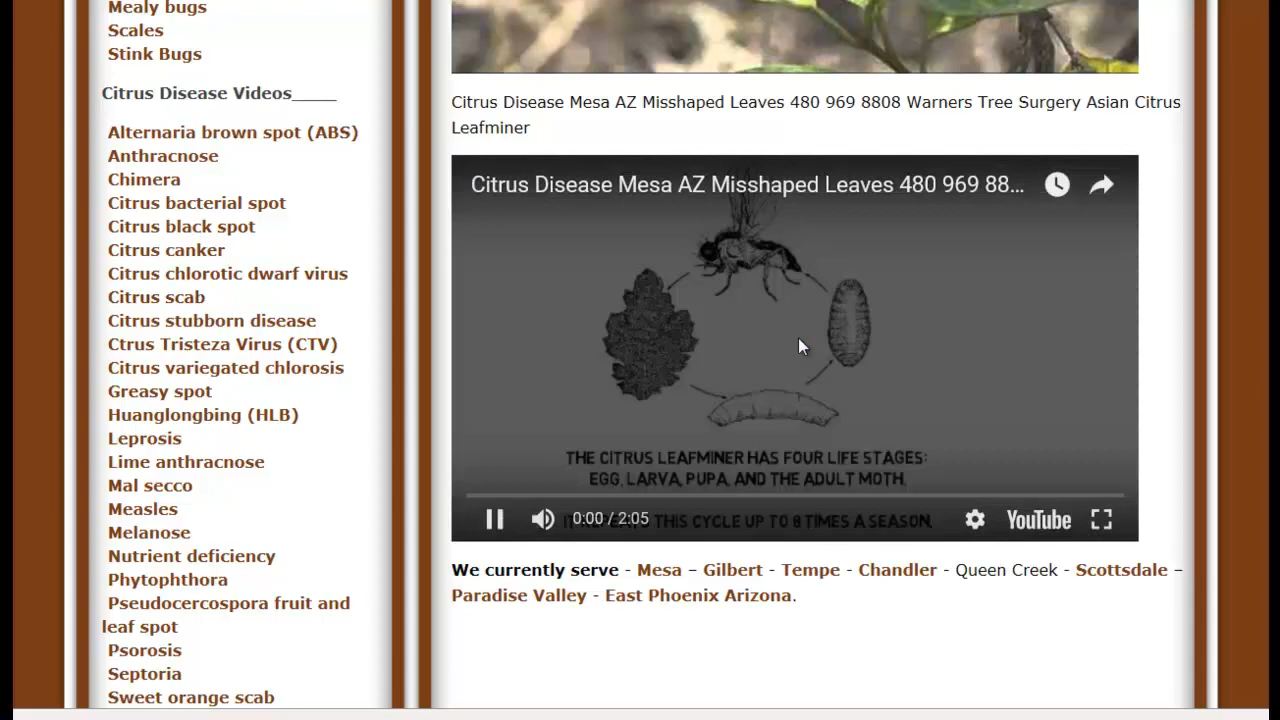 Mealy bugs
Scales
Stink Bugs
Citrus Disease Videos_____
Alternaria brown spot (ABS)
Anthracnose
Chimera
Citrus bacterial spot
Citrus black spot
Citrus canker
Citrus chlorotic dwarf virus
Citrus scab
Citrus stubborn disease
Ctrus Tristeza Virus (CTV)
Citrus variegated chlorosis
Greasy spot
Huanglongbing (HLB)
Leprosis
Lime anthracnose
Mal secco
Measles
Melanose
Nutrient deficiency
Phytophthora
Pseudocercospora fruit and
leaf spot
Psorosis
Septoria
Sweet orange scab
Citrus Disease Mesa AZ Misshaped Leaves 480 969 8808 Warners Tree Surgery Asian Citrus
Leafminer
Citrus Disease Mesa AZ Misshaped Leaves 480 969 88...
THE CITRUS LEAFMINER HAS FOUR LIFE STAGES:
EGG, LARVA, PUPA, AND THE ADULT MOTH.
IT REPEATS THIS CYCLE UP TO 8 TIMES A SEASON.
0:00 / 2:05
YouTube
We currently serve - Mesa – Gilbert - Tempe - Chandler - Queen Creek - Scottsdale –
Paradise Valley - East Phoenix Arizona.